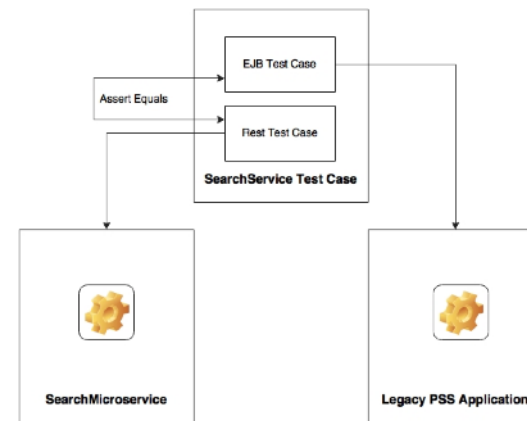 EJB Test Case
Assert Equals
Rest Test Case
SearchService Test Case
SearchMicroservice
Legacy PSS Application